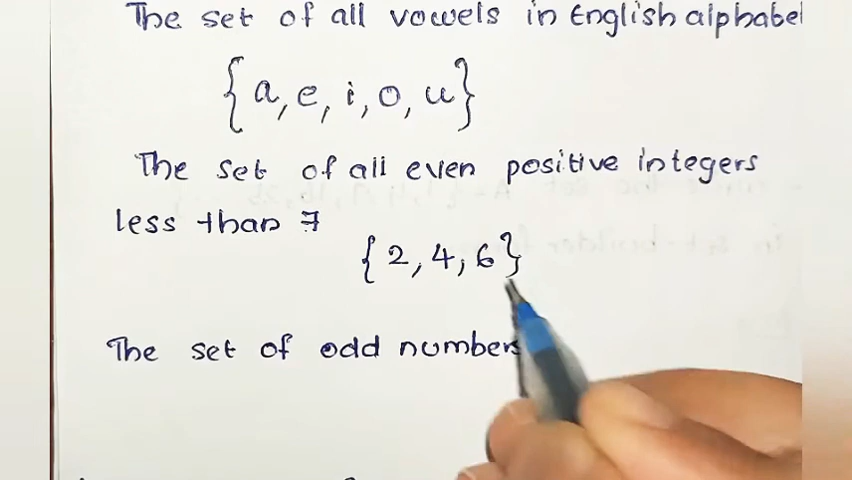 The set of all vowels in English alphabet
{a, e, i, o, u}
The set of all even positive integers
less than 7
{2, 4, 6}
The set of odd numbers